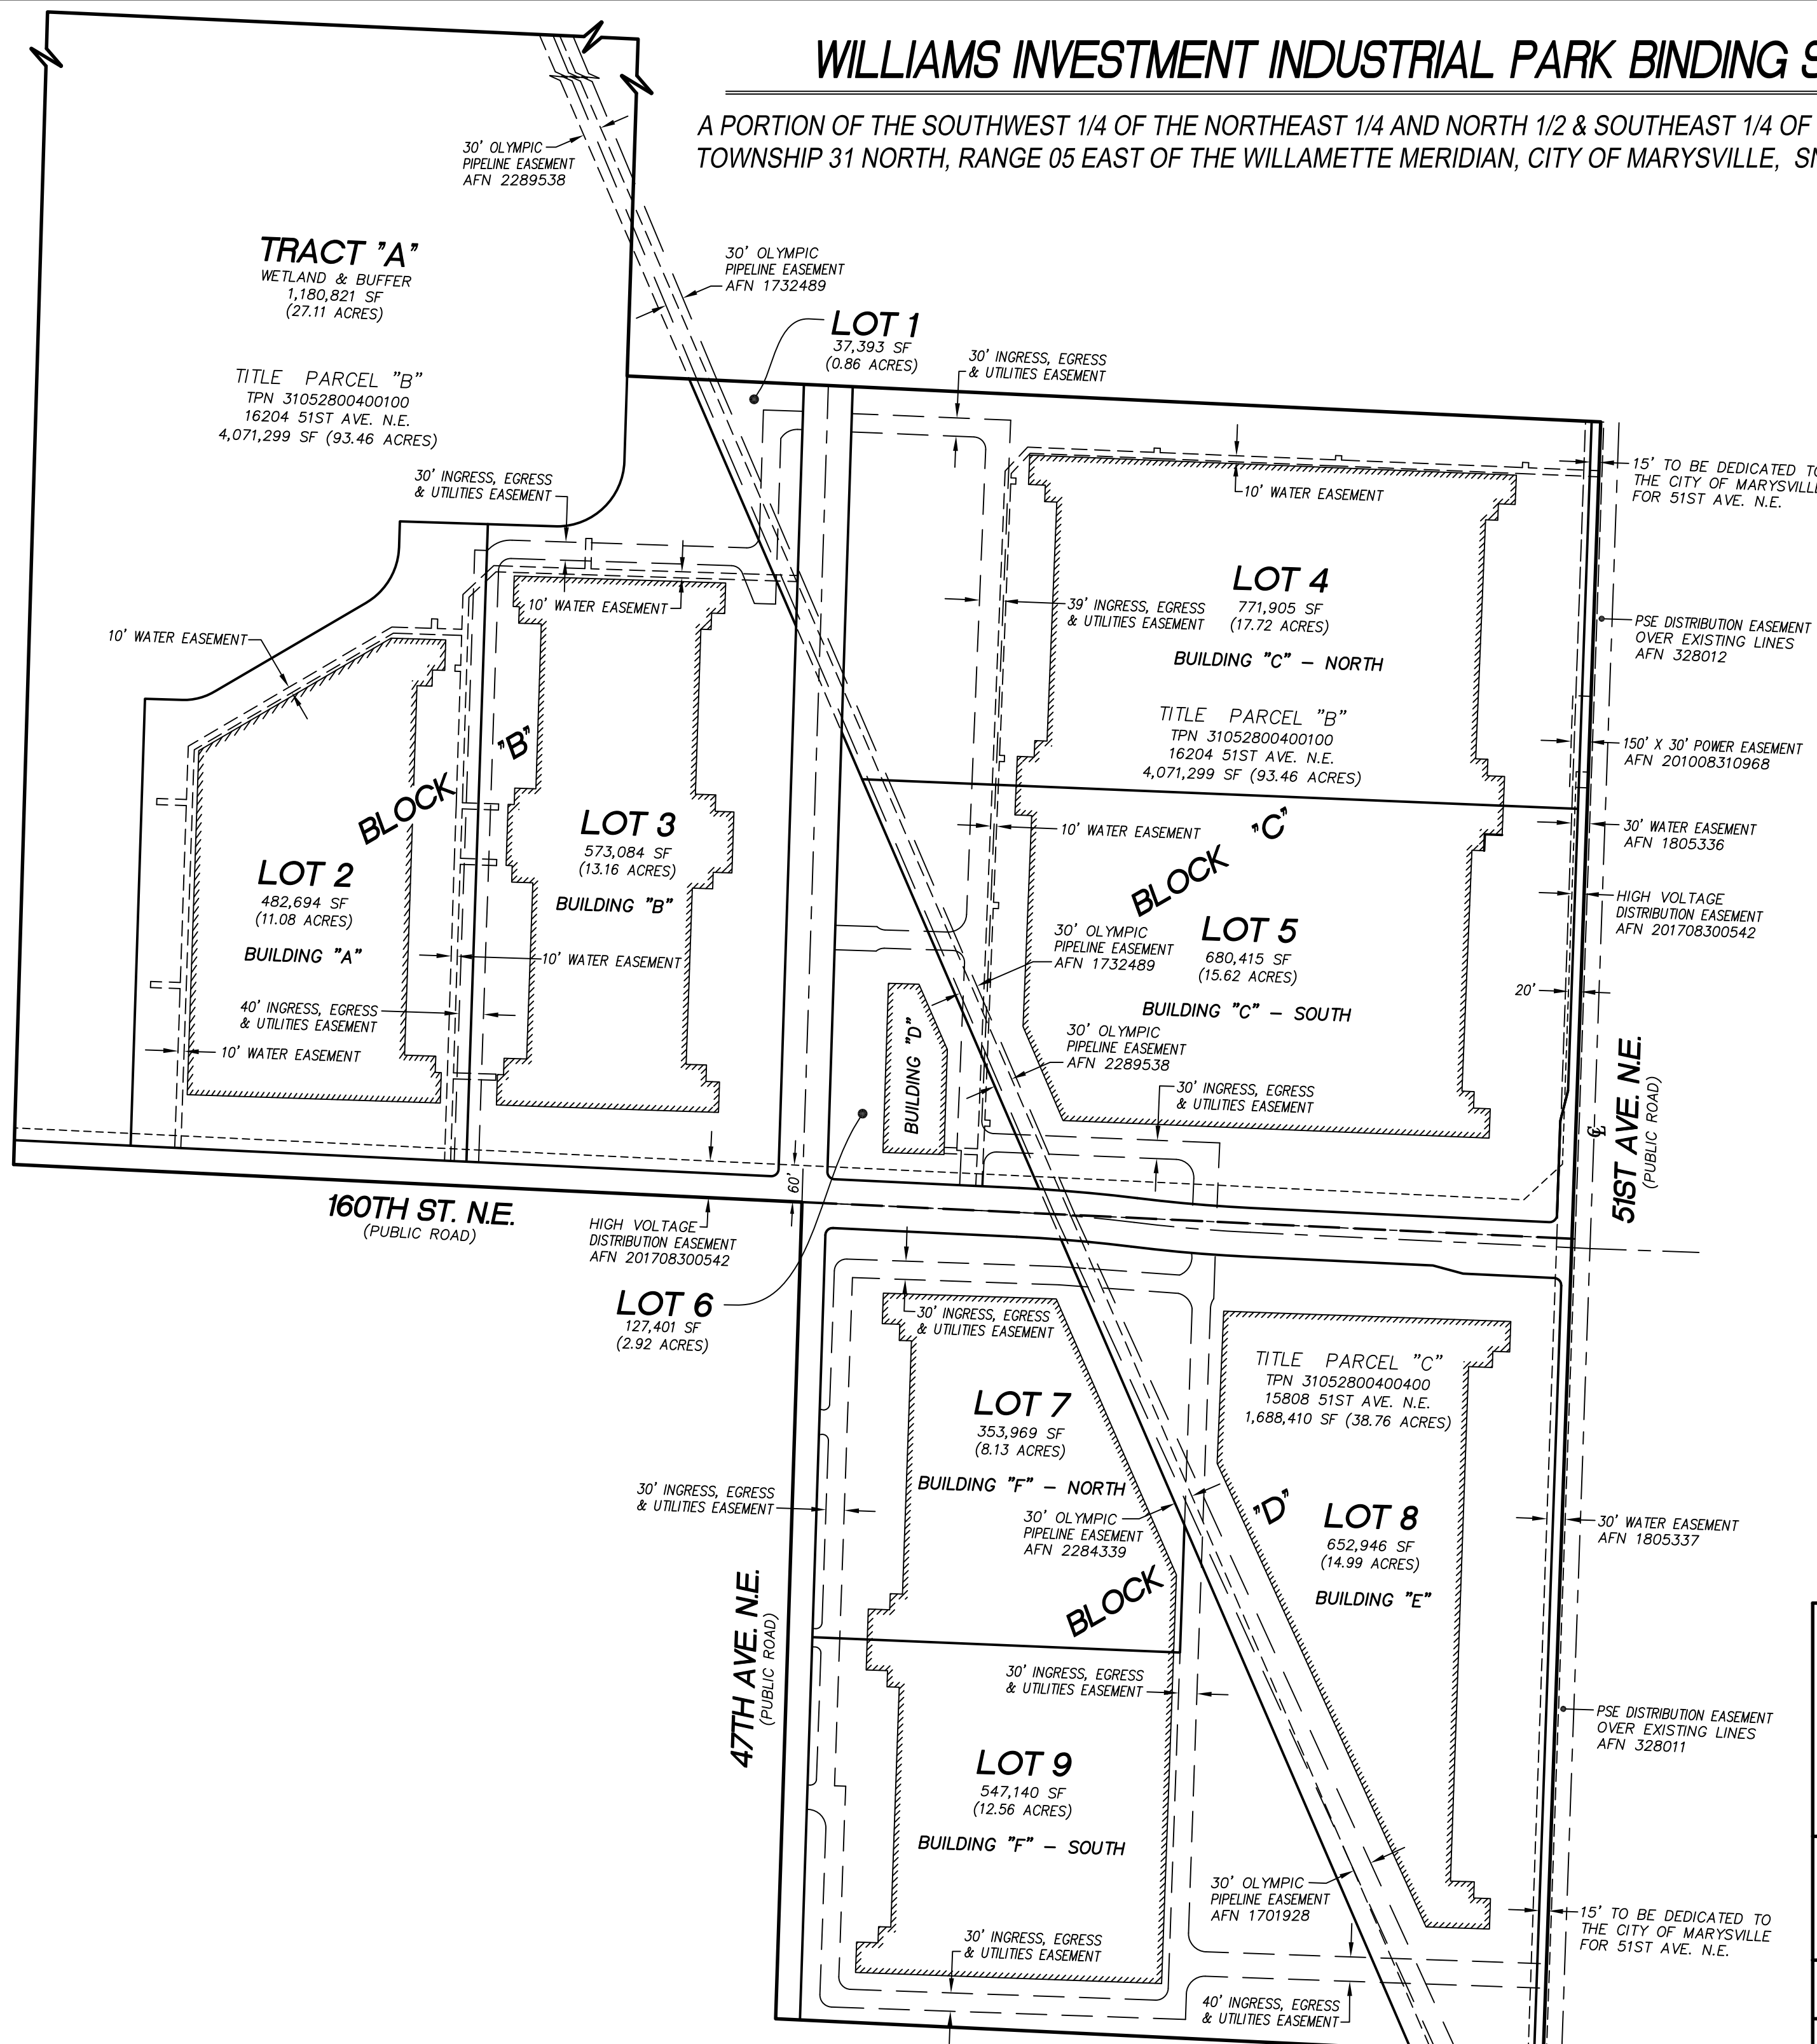 WILLIAMS INVESTMENT INDUSTRIAL PARK BINDING S
A PORTION OF THE SOUTHWEST 1/4 OF THE NORTHEAST 1/4 AND NORTH 1/2 & SOUTHEAST 1/4 OF
TOWNSHIP 31 NORTH, RANGE 05 EAST OF THE WILLAMETTE MERIDIAN, CITY OF MARYSVILLE, SN
30' OLYMPIC
PIPELINE EASEMENT
AFN 2289538
TRACT "A"
WETLAND & BUFFER
1,180,821 SF
(27.11 ACRES)
30' OLYMPIC
PIPELINE EASEMENT
AFN 1732489
LOT 1
37,393 SF
(0.86 ACRES)
30' INGRESS, EGRESS
& UTILITIES EASEMENT
TITLE PARCEL "B"
TPN 31052800400100
16204 51ST AVE. N.E.
4,071,299 SF (93.46 ACRES)
30' INGRESS, EGRESS
& UTILITIES EASEMENT
10' WATER EASEMENT
15' TO BE DEDICATED TO
THE CITY OF MARYSVILLE
FOR 51ST AVE. N.E.
10' WATER EASEMENT
10' WATER EASEMENT
39' INGRESS, EGRESS
& UTILITIES EASEMENT
LOT 4
771,905 SF
(17.72 ACRES)
BUILDING "C" – NORTH
PSE DISTRIBUTION EASEMENT
OVER EXISTING LINES
AFN 328012
TITLE PARCEL "B"
TPN 31052800400100
16204 51ST AVE. N.E.
4,071,299 SF (93.46 ACRES)
150' X 30' POWER EASEMENT
AFN 201008310968
BLOCK "B"
LOT 3
573,084 SF
(13.16 ACRES)
BUILDING "B"
LOT 2
482,694 SF
(11.08 ACRES)
BUILDING "A"
10' WATER EASEMENT
BLOCK "C"
30' WATER EASEMENT
AFN 1805336
HIGH VOLTAGE
DISTRIBUTION EASEMENT
AFN 201708300542
30' OLYMPIC
PIPELINE EASEMENT
AFN 1732489
LOT 5
680,415 SF
(15.62 ACRES)
BUILDING "C" – SOUTH
10' WATER EASEMENT
20'
40' INGRESS, EGRESS
& UTILITIES EASEMENT
10' WATER EASEMENT
BUILDING "D"
30' OLYMPIC
PIPELINE EASEMENT
AFN 2289538
30' INGRESS, EGRESS
& UTILITIES EASEMENT
51ST AVE. N.E.
(PUBLIC ROAD)
CL
60'
160TH ST. N.E.
(PUBLIC ROAD)
HIGH VOLTAGE
DISTRIBUTION EASEMENT
AFN 201708300542
LOT 6
127,401 SF
(2.92 ACRES)
30' INGRESS, EGRESS
& UTILITIES EASEMENT
TITLE PARCEL "C"
TPN 31052800400400
15808 51ST AVE. N.E.
1,688,410 SF (38.76 ACRES)
LOT 7
353,969 SF
(8.13 ACRES)
BUILDING "F" – NORTH
30' INGRESS, EGRESS
& UTILITIES EASEMENT
30' OLYMPIC
PIPELINE EASEMENT
AFN 2284339
BLOCK "D"
LOT 8
652,946 SF
(14.99 ACRES)
BUILDING "E"
30' WATER EASEMENT
AFN 1805337
47TH AVE. N.E.
(PUBLIC ROAD)
30' INGRESS, EGRESS
& UTILITIES EASEMENT
PSE DISTRIBUTION EASEMENT
OVER EXISTING LINES
AFN 328011
LOT 9
547,140 SF
(12.56 ACRES)
BUILDING "F" – SOUTH
30' OLYMPIC
PIPELINE EASEMENT
AFN 1701928
15' TO BE DEDICATED TO
THE CITY OF MARYSVILLE
FOR 51ST AVE. N.E.
30' INGRESS, EGRESS
& UTILITIES EASEMENT
40' INGRESS, EGRESS
& UTILITIES EASEMENT